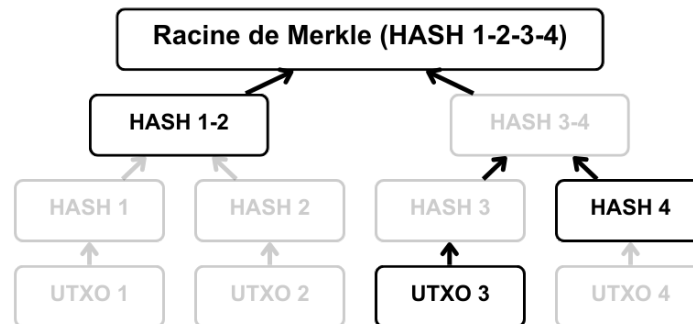 Racine de Merkle (HASH 1-2-3-4)
HASH 1-2
HASH 3-4
HASH 1
HASH 2
HASH 3
HASH 4
UTXO 1
UTXO 2
UTXO 3
UTXO 4